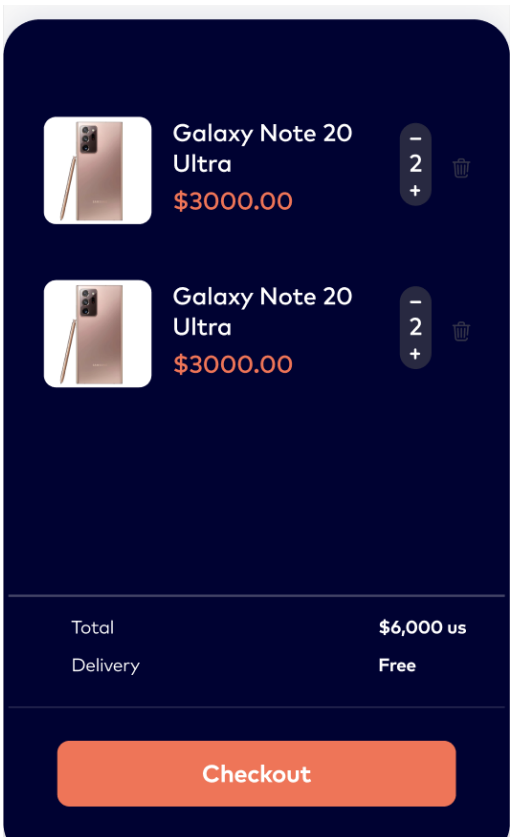 Galaxy Note 20
Ultra
$3000.00
−
2
+
Galaxy Note 20
Ultra
$3000.00
−
2
+
Total $6,000 us
Delivery Free
Checkout